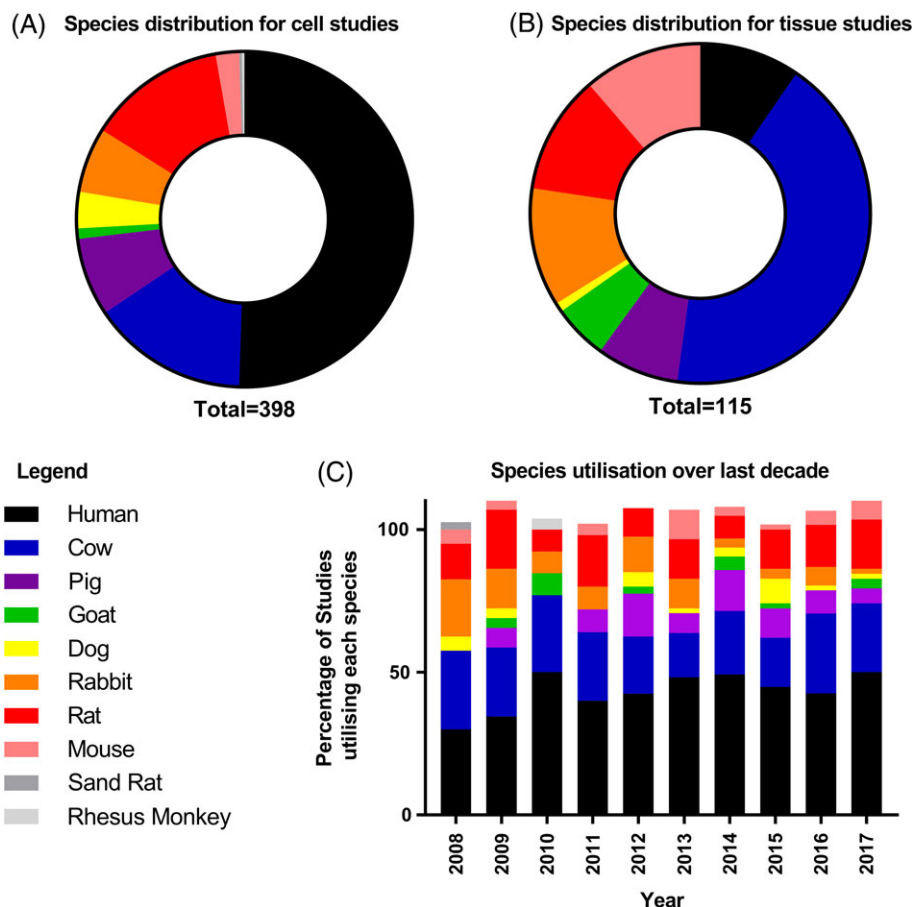 (A) Species distribution for cell studies
Total=398
(B) Species distribution for tissue studies
Total=115
Legend
Human
Cow
Pig
Goat
Dog
Rabbit
Rat
Mouse
Sand Rat
Rhesus Monkey
(C) Species utilisation over last decade
Percentage of Studies
utilising each species
100
50
0
2008
2009
2010
2011
2012
2013
2014
2015
2016
2017
Year